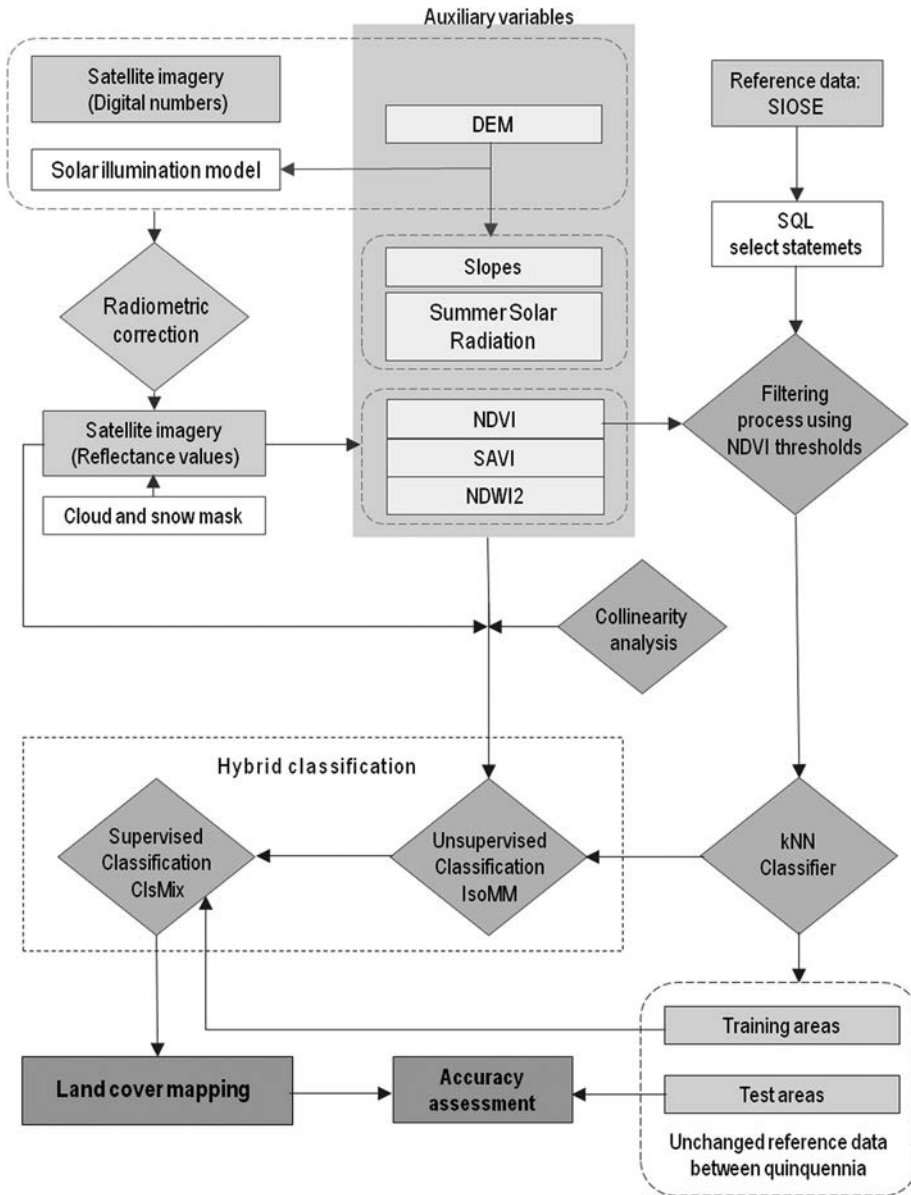 Auxiliary variables
Satellite imagery
(Digital numbers)
DEM
Solar illumination model
Reference data:
SIOSE
SQL
select statemets
Slopes
Summer Solar
Radiation
Radiometric
correction
Satellite imagery
(Reflectance values)
Cloud and snow mask
NDVI
SAVI
NDWI2
Filtering
process using
NDVI thresholds
Collinearity
analysis
Hybrid classification
Supervised
Classification
ClsMix
Unsupervised
Classification
IsoMM
kNN
Classifier
Training areas
Test areas
Unchanged reference data
between quinquennia
Land cover mapping
Accuracy
assessment